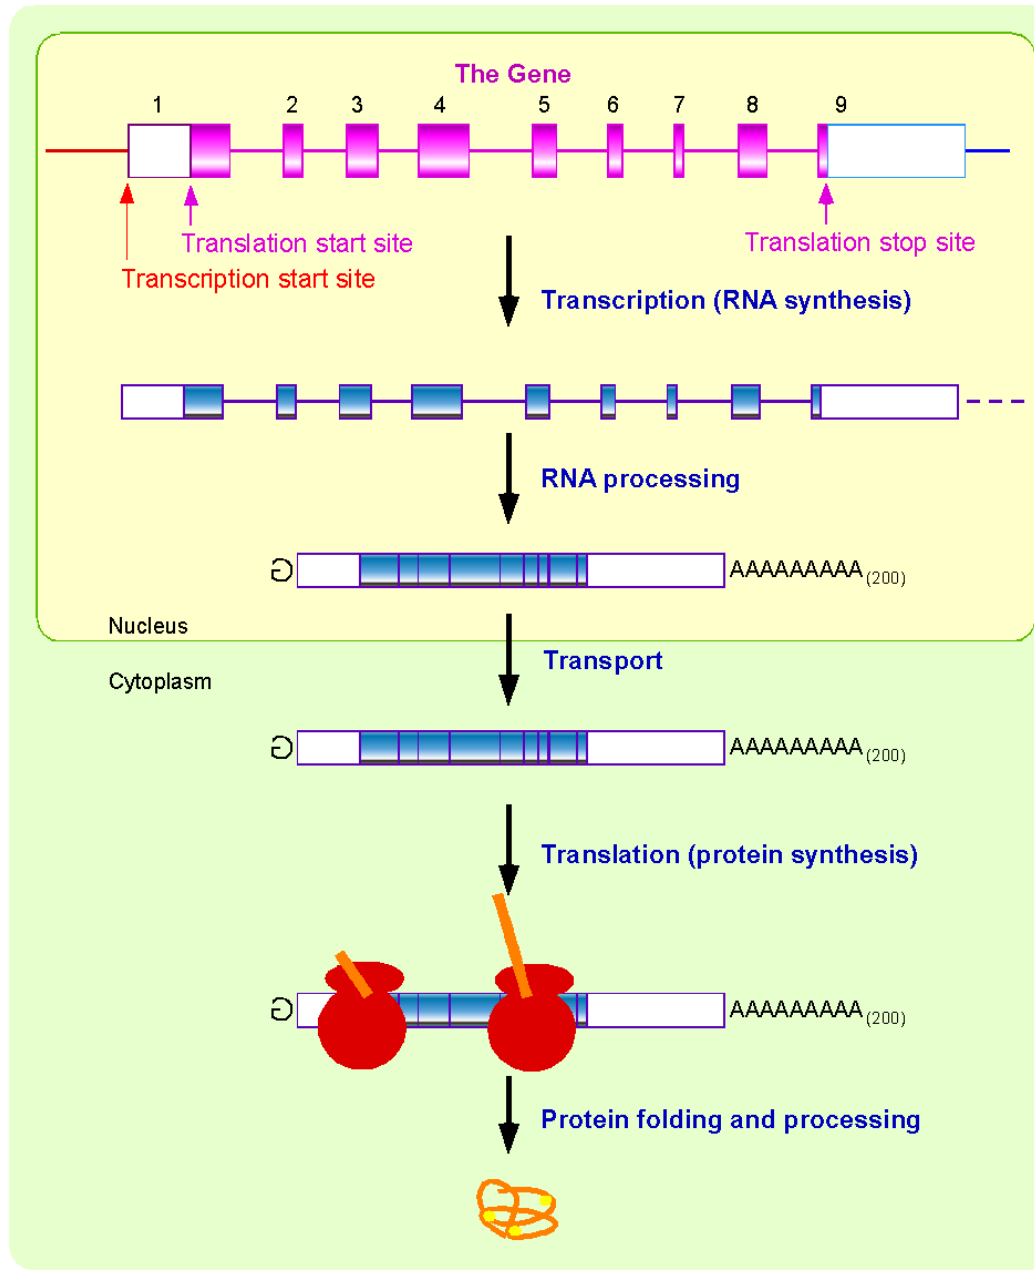 The Gene
1 2 3 4 5 6 7 8 9
Translation start site
Translation stop site
Transcription start site
Transcription (RNA synthesis)
RNA processing
G AAAAAAAAA(200)
Nucleus
Transport
Cytoplasm
G AAAAAAAAA(200)
Translation (protein synthesis)
G AAAAAAAAA(200)
Protein folding and processing